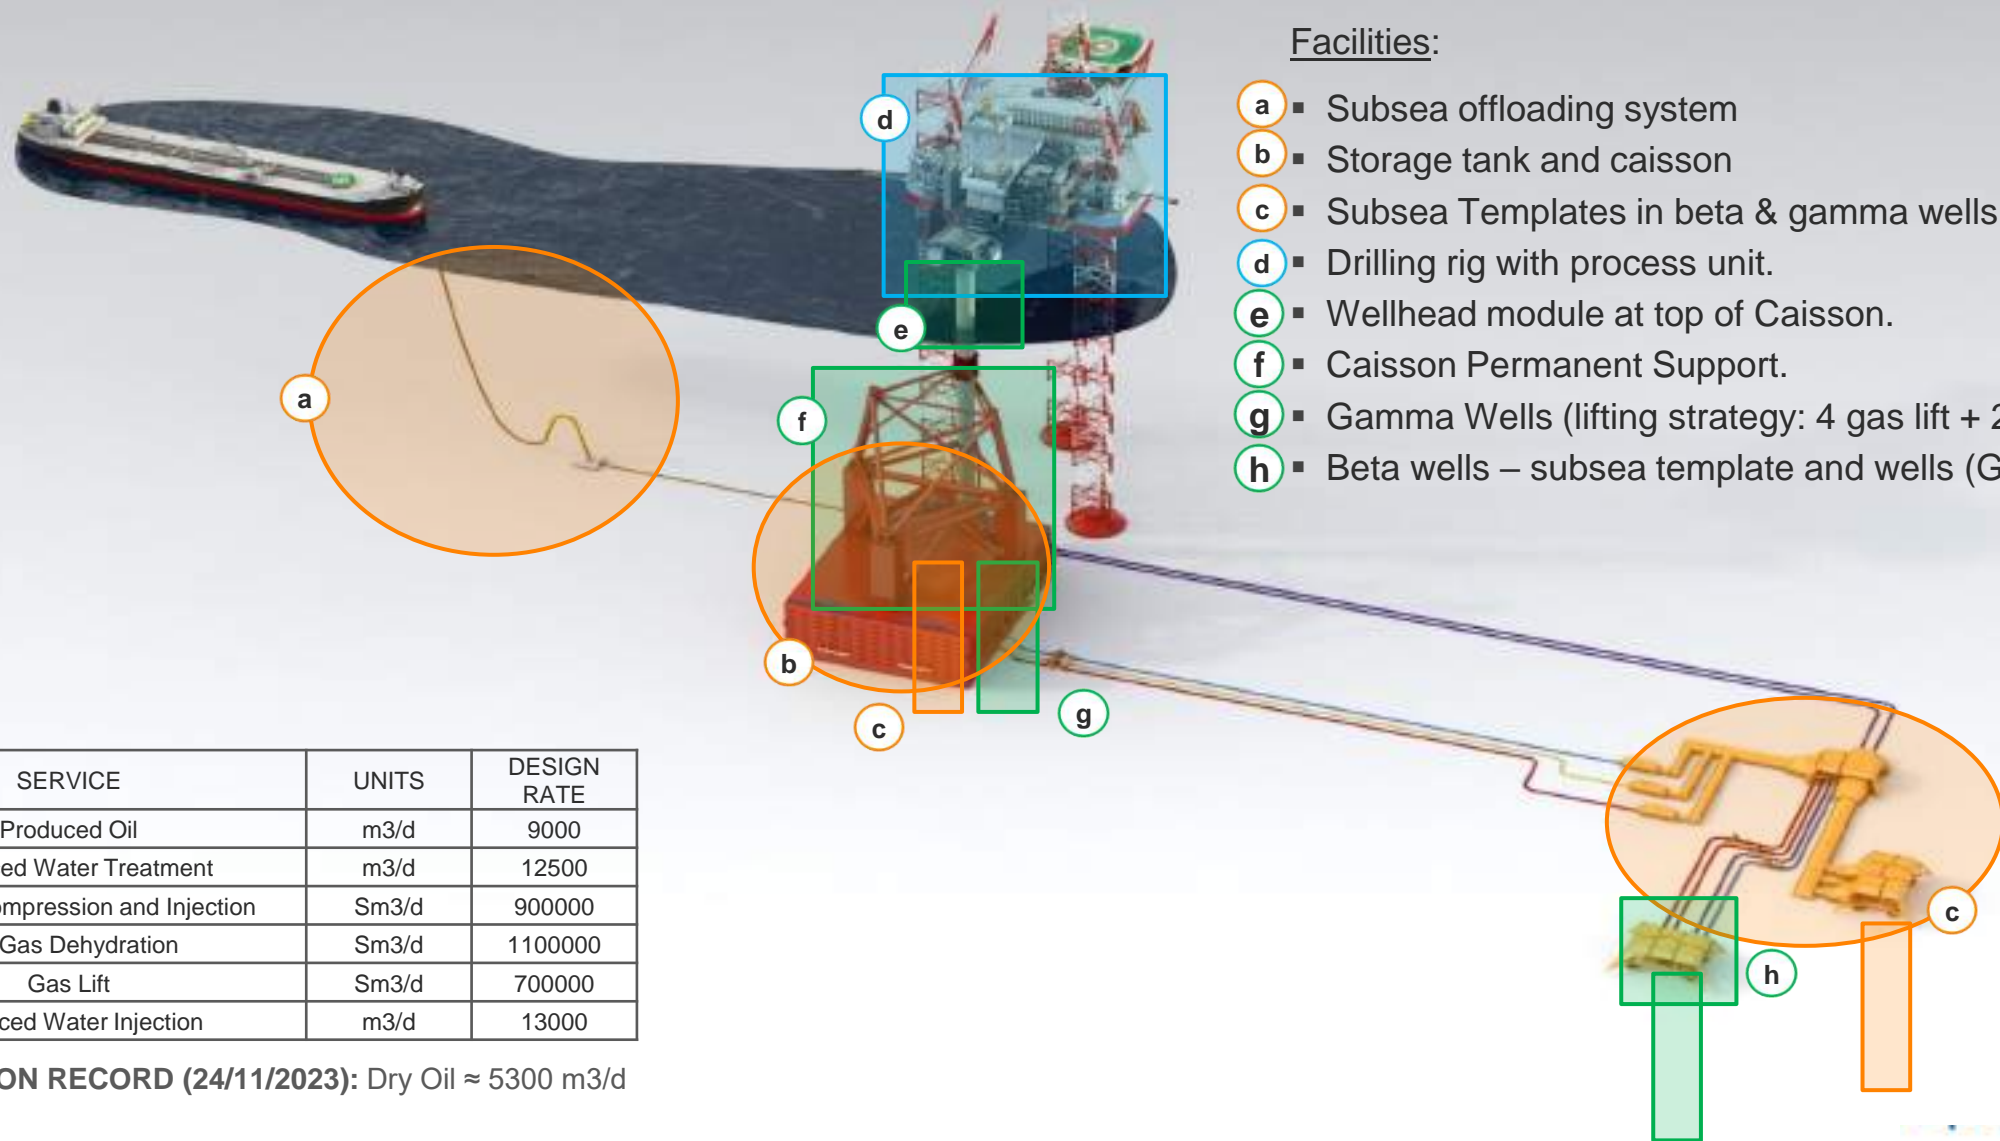 Facilities:
a ▪ Subsea offloading system
b ▪ Storage tank and caisson
c ▪ Subsea Templates in beta & gamma wells
d ▪ Drilling rig with process unit.
e ▪ Wellhead module at top of Caisson.
f ▪ Caisson Permanent Support.
g ▪ Gamma Wells (lifting strategy: 4 gas lift + 2
h ▪ Beta wells – subsea template and wells (G
d
e
a
f
b
c
g
c
h
SERVICE UNITS DESIGN RATE
Produced Oil m3/d 9000
ed Water Treatment m3/d 12500
mpression and Injection Sm3/d 900000
Gas Dehydration Sm3/d 1100000
Gas Lift Sm3/d 700000
ced Water Injection m3/d 13000
ON RECORD (24/11/2023): Dry Oil ≈ 5300 m3/d